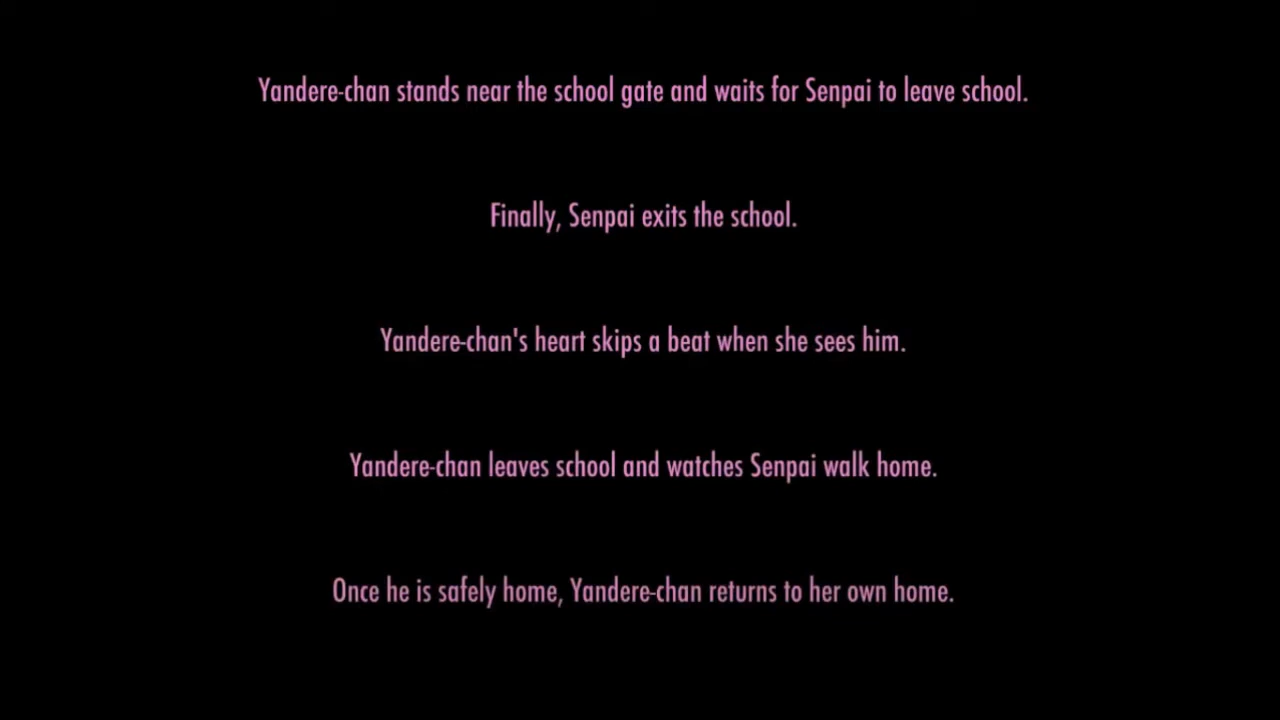 Yandere-chan stands near the school gate and waits for Senpai to leave school.
Finally, Senpai exits the school.
Yandere-chan's heart skips a beat when she sees him.
Yandere-chan leaves school and watches Senpai walk home.
Once he is safely home, Yandere-chan returns to her own home.